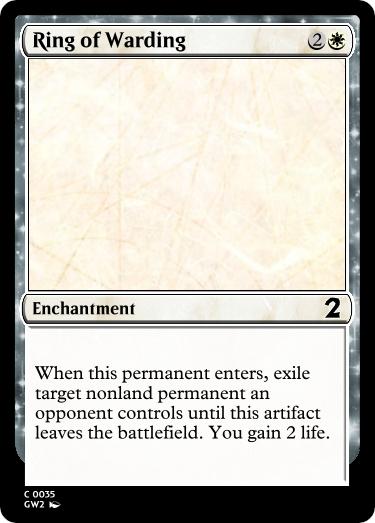 Ring of Warding 2
Enchantment 2
When this permanent enters, exile
target nonland permanent an
opponent controls until this artifact
leaves the battlefield. You gain 2 life.
C 0035
GW2